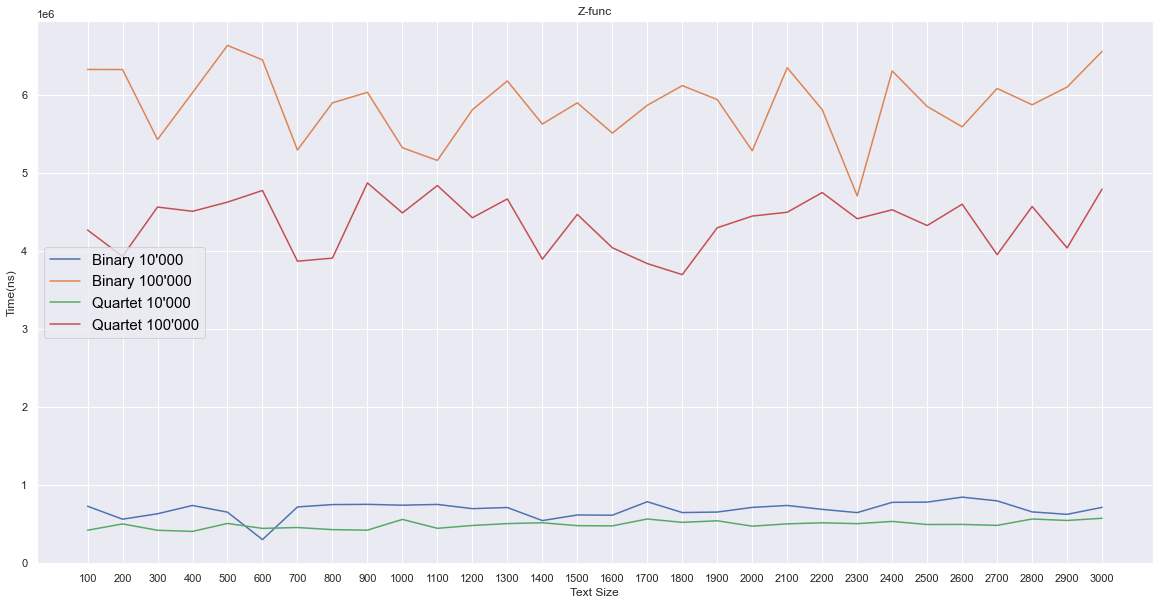 Z-func
1e6
6
5
4
3
2
1
0
Time(ns)
Binary 10'000
Binary 100'000
Quartet 10'000
Quartet 100'000
100 200 300 400 500 600 700 800 900 1000 1100 1200 1300 1400 1500 1600 1700 1800 1900 2000 2100 2200 2300 2400 2500 2600 2700 2800 2900 3000
Text Size